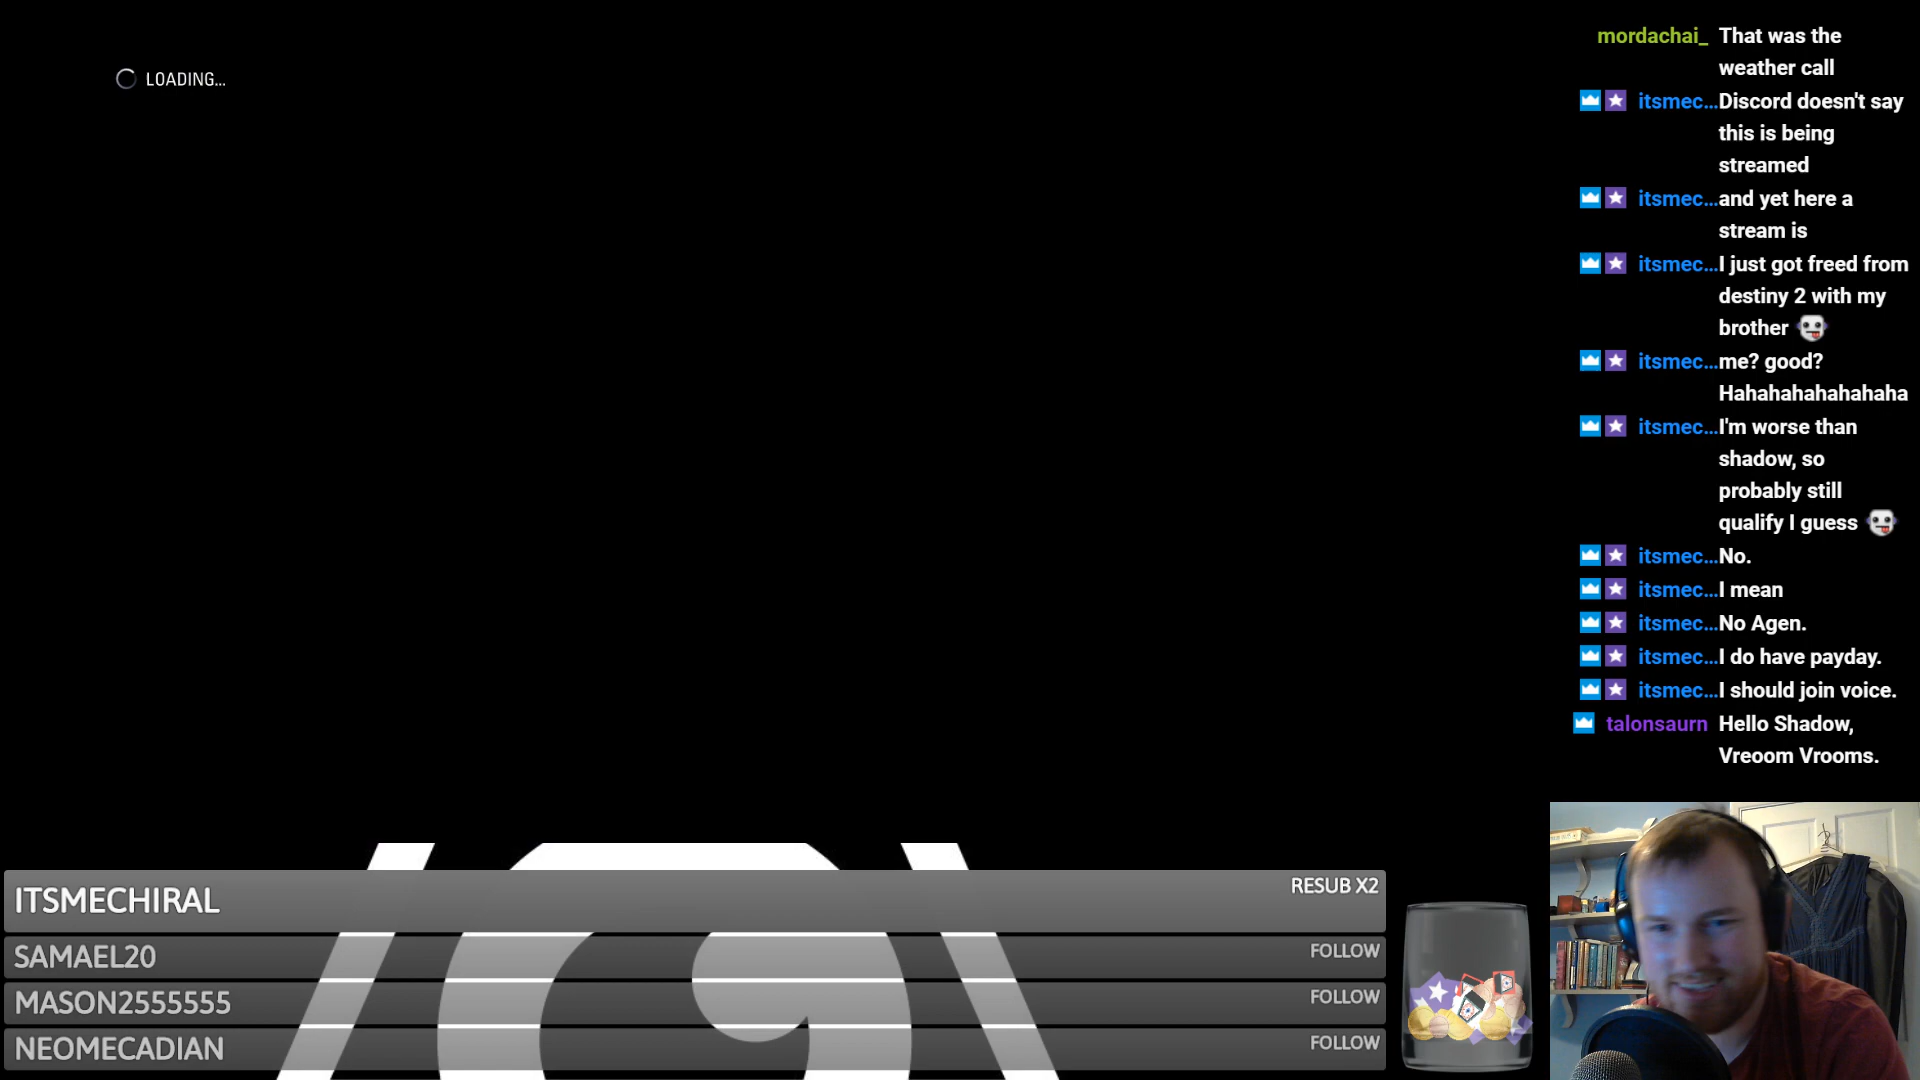 LOADING...
mordachai_ That was the
weather call
itsmec... Discord doesn't say
this is being
streamed
itsmec... and yet here a
stream is
itsmec... I just got freed from
destiny 2 with my
brother
itsmec... me? good?
Hahahahahahahaha
itsmec... I'm worse than
shadow, so
probably still
qualify I guess
itsmec... No.
itsmec... I mean
itsmec... No Agen.
itsmec... I do have payday.
itsmec... I should join voice.
talonsaurn Hello Shadow,
Vreoom Vrooms.
ITSMECHIRAL RESUB X2
SAMAEL20 FOLLOW
MASON2555555 FOLLOW
NEOMECADIAN FOLLOW